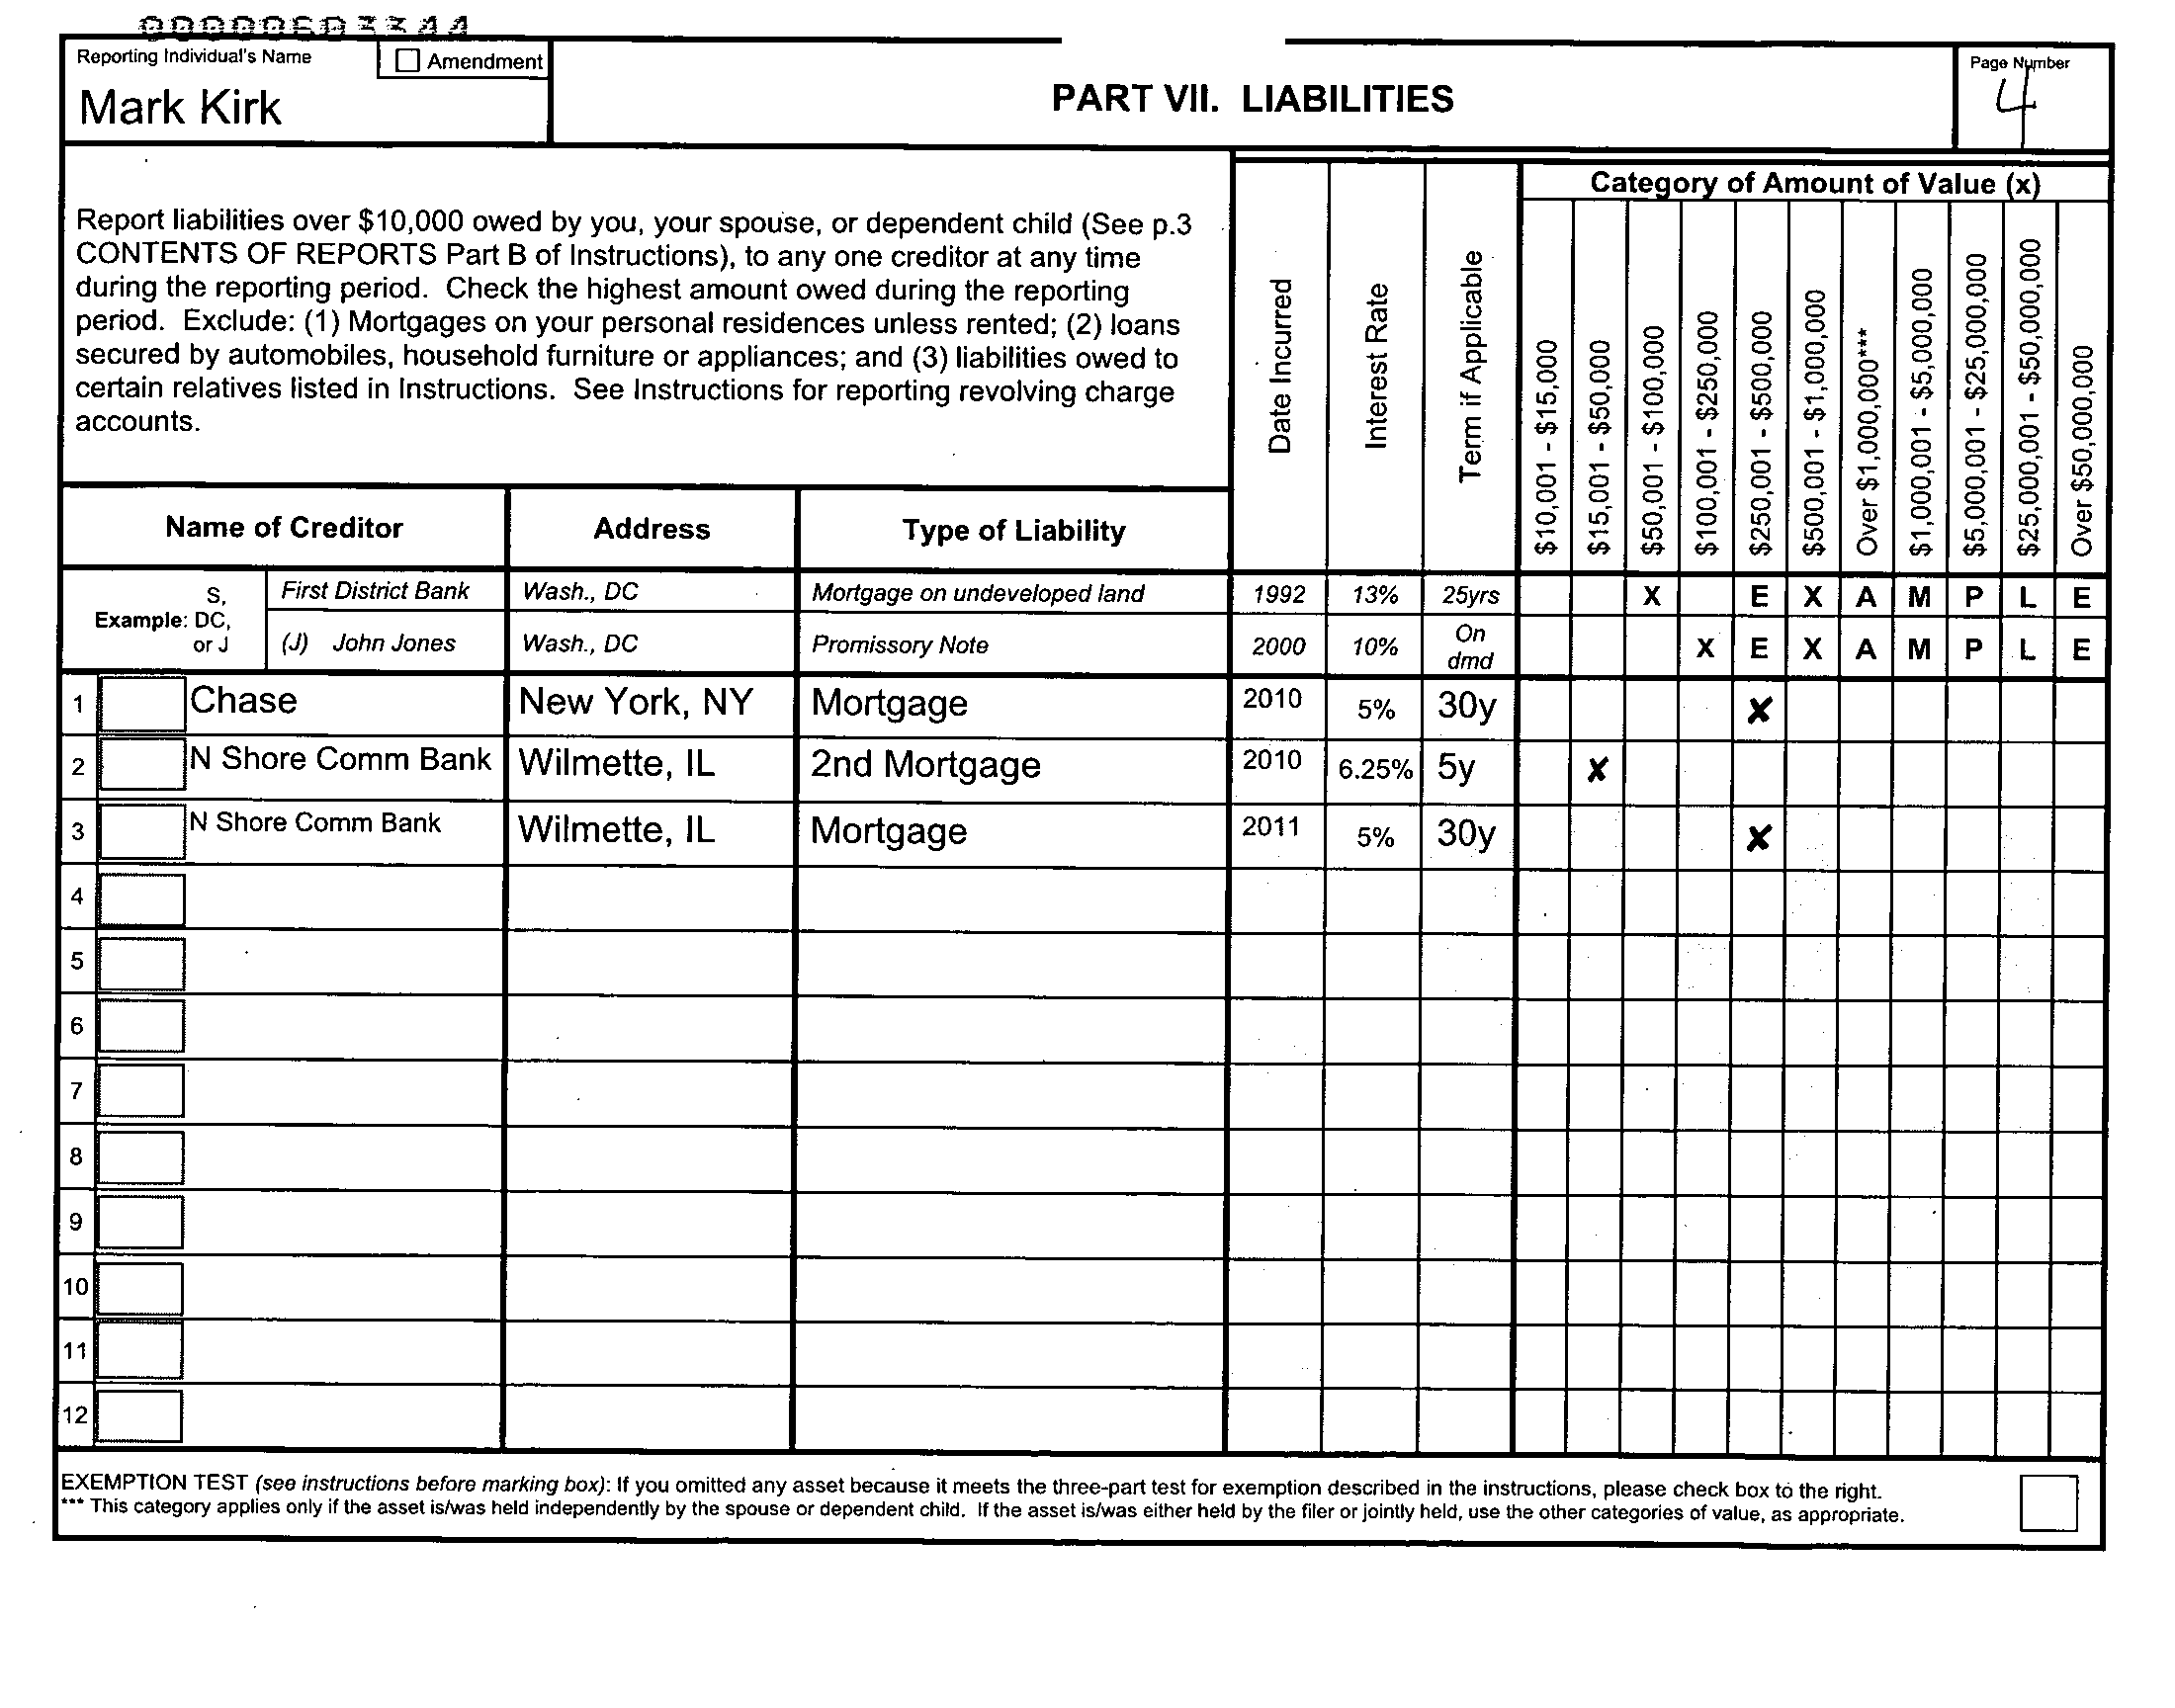 Reporting Individual's Name
Amendment
Mark Kirk
PART VII. LIABILITIES
Page Number
4
Report liabilities over $10,000 owed by you, your spouse, or dependent child (See p.3
CONTENTS OF REPORTS Part B of Instructions), to any one creditor at any time
during the reporting period. Check the highest amount owed during the reporting
period. Exclude: (1) Mortgages on your personal residences unless rented; (2) loans
secured by automobiles, household furniture or appliances; and (3) liabilities owed to
certain relatives listed in Instructions. See Instructions for reporting revolving charge
accounts.
Date Incurred
Interest Rate
Term if Applicable
Category of Amount of Value (x)
$10,001 - $15,000
$15,001 - $50,000
$50,001 - $100,000
$100,001 - $250,000
$250,001 - $500,000
$500,001 - $1,000,000
Over $1,000,000***
$1,000,001 - $5,000,000
$5,000,001 - $25,000,000
$25,000,001 - $50,000,000
Over $50,000,000
Name of Creditor Address Type of Liability
Example: S, DC, or J
First District Bank Wash., DC Mortgage on undeveloped land 1992 13% 25yrs X E X A M P L E
(J) John Jones Wash., DC Promissory Note 2000 10% On dmd X E X A M P L E
1 Chase New York, NY Mortgage 2010 5% 30y X
2 N Shore Comm Bank Wilmette, IL 2nd Mortgage 2010 6.25% 5y X
3 N Shore Comm Bank Wilmette, IL Mortgage 2011 5% 30y X
4
5
6
7
8
9
10
11
12
EXEMPTION TEST (see instructions before marking box): If you omitted any asset because it meets the three-part test for exemption described in the instructions, please check box to the right.
*** This category applies only if the asset is/was held independently by the spouse or dependent child. If the asset is/was either held by the filer or jointly held, use the other categories of value, as appropriate.